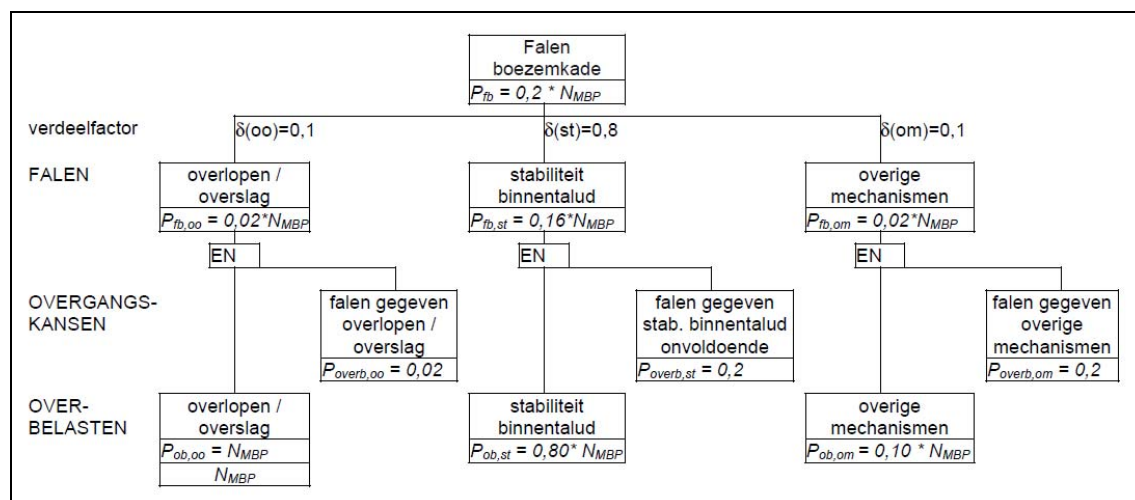 Falen
boezemkade
P_fb = 0,2 * N_MBP
verdeelfactor
δ(oo)=0,1
δ(st)=0,8
δ(om)=0,1
FALEN
overlopen /
overslag
P_fb,oo = 0,02*N_MBP
stabiliteit
binnentalud
P_fb,st = 0,16*N_MBP
overige
mechanismen
P_fb,om = 0,02*N_MBP
EN
EN
EN
OVERGANGS-
KANSEN
falen gegeven
overlopen /
overslag
P_overb,oo = 0,02
falen gegeven
stab. binnentalud
onvoldoende
P_overb,st = 0,2
falen gegeven
overige
mechanismen
P_overb,om = 0,2
OVER-
BELASTEN
overlopen /
overslag
P_ob,oo = N_MBP
N_MBP
stabiliteit
binnentalud
P_ob,st = 0,80* N_MBP
overige
mechanismen
P_ob,om = 0,10 * N_MBP